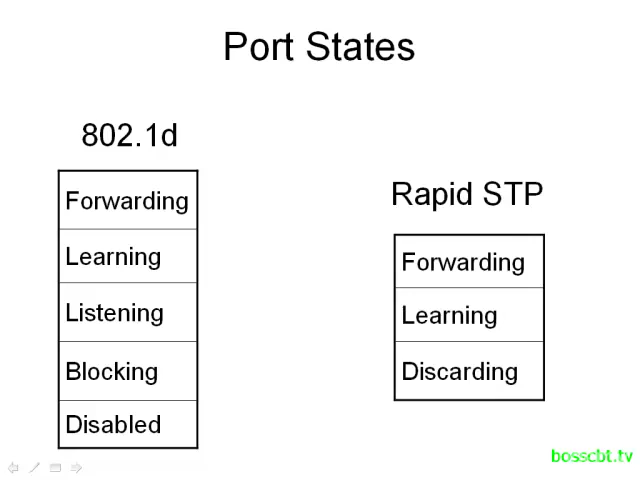 Port States
802.1d
Forwarding
Learning
Listening
Blocking
Disabled
Rapid STP
Forwarding
Learning
Discarding
bosscbt.tv